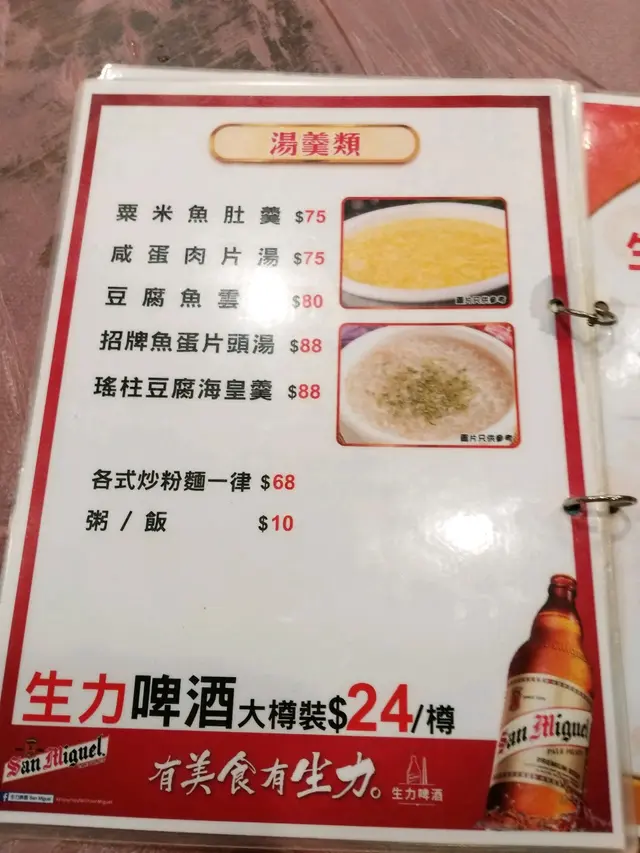 湯羹類
粟米魚肚羹 $75
咸蛋肉片湯 $75
圖片只供參考
豆腐魚雲 $80
招牌魚蛋片頭湯 $88
瑤柱豆腐海皇羹 $88
圖片只供參考
各式炒粉麵一律 $68
粥 / 飯 $10
生力啤酒大樽裝$24/樽
San Miguel
有美食有生力。
生力啤酒
San Miguel
PALE PILSEN
生